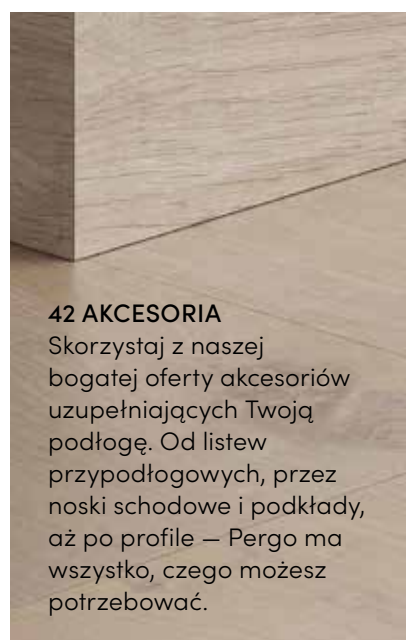 42 AKCESORIA
Skorzystaj z naszej
bogatej oferty akcesoriów
uzupełniających Twoją
podłogę. Od listew
przypodłogowych, przez
noski schodowe i podkłady,
aż po profile — Pergo ma
wszystko, czego możesz
potrzebować.